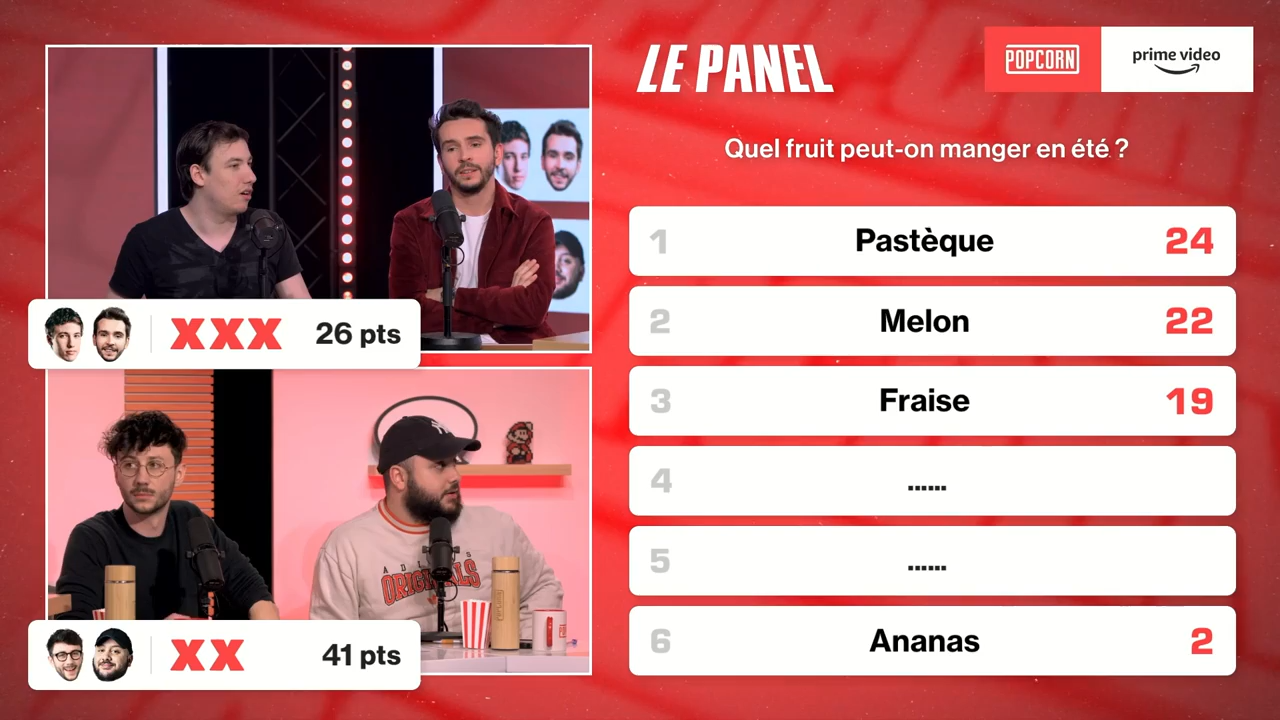 LE PANEL
POPCORN
prime video
Quel fruit peut-on manger en été ?
1 Pastèque 24
2 Melon 22
3 Fraise 19
4 ......
5 ......
6 Ananas 2
XXX 26 pts
ORIGINALS
XX 41 pts